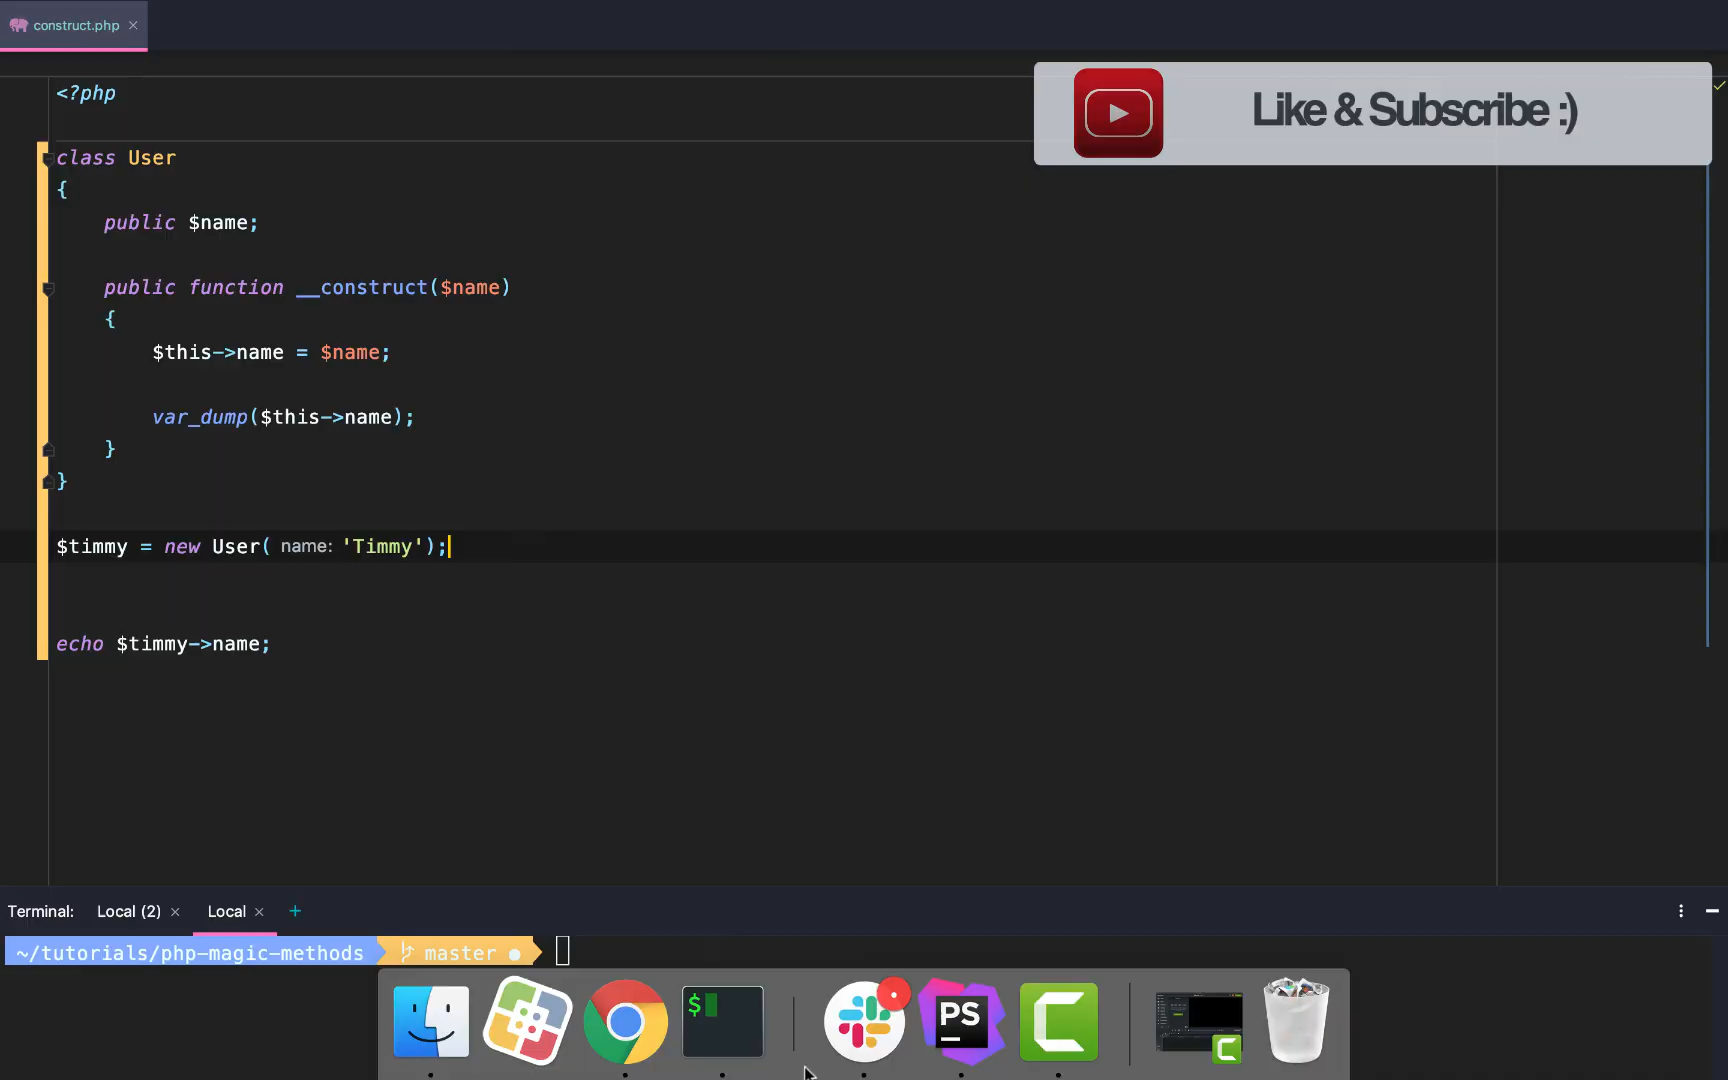 construct.php
Like & Subscribe :)
<?php
class User
{
public $name;
public function __construct($name)
{
$this->name = $name;
var_dump($this->name);
}
}
$timmy = new User( name: 'Timmy');
echo $timmy->name;
Terminal: Local (2) Local
~/tutorials/php-magic-methods master
$
PS